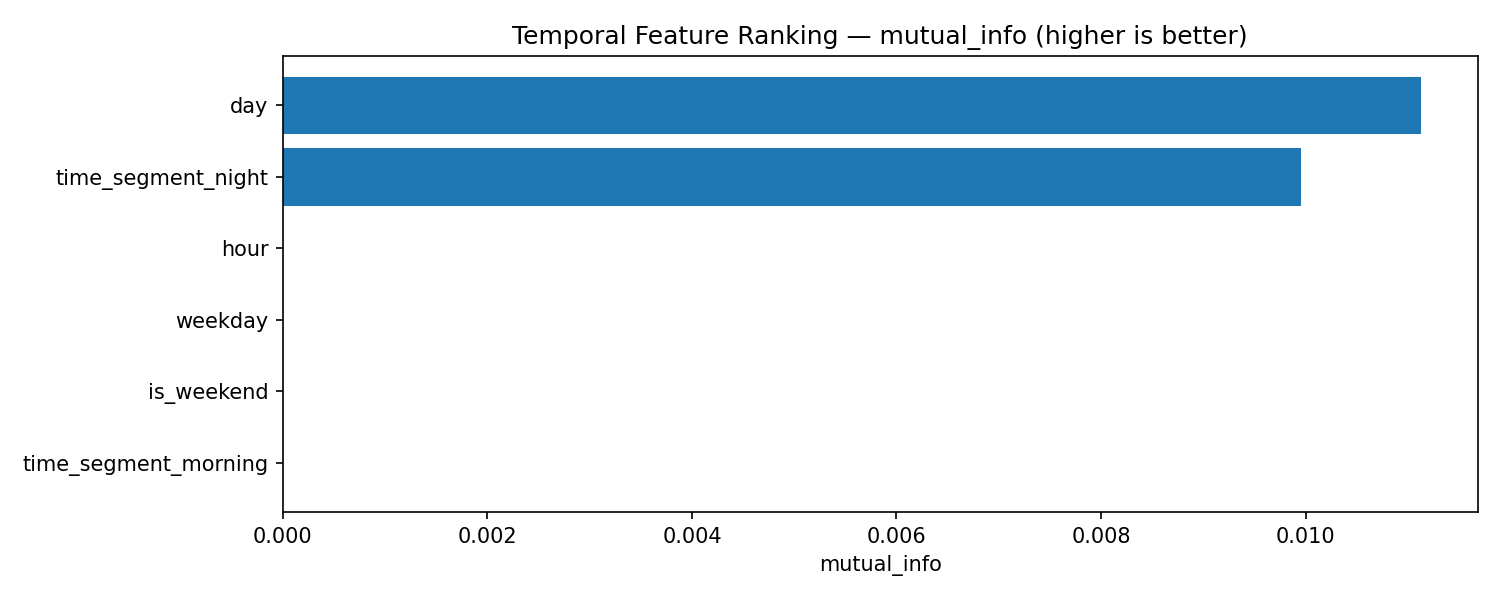 Temporal Feature Ranking — mutual_info (higher is better)
day
time_segment_night
hour
weekday
is_weekend
time_segment_morning
0.000 0.002 0.004 0.006 0.008 0.010
mutual_info